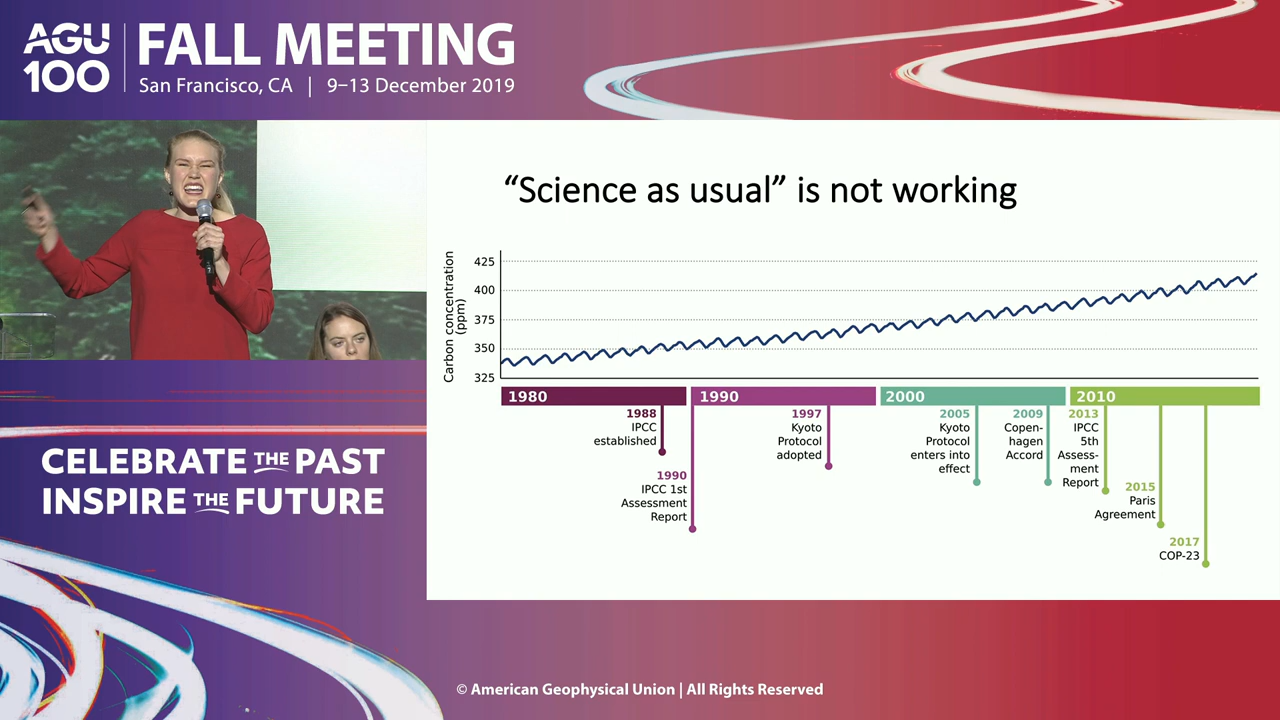 AGU
100
FALL MEETING
San Francisco, CA | 9–13 December 2019
“Science as usual” is not working
Carbon concentration
(ppm)
425
400
375
350
325
1980
1990
2000
2010
1988
IPCC
established
1990
IPCC 1st
Assessment
Report
1997
Kyoto
Protocol
adopted
2005
Kyoto
Protocol
enters into
effect
2009
Copen-
hagen
Accord
2013
IPCC
5th
Assess-
ment
Report
2015
Paris
Agreement
2017
COP-23
CELEBRATE THE PAST
INSPIRE THE FUTURE
© American Geophysical Union | All Rights Reserved